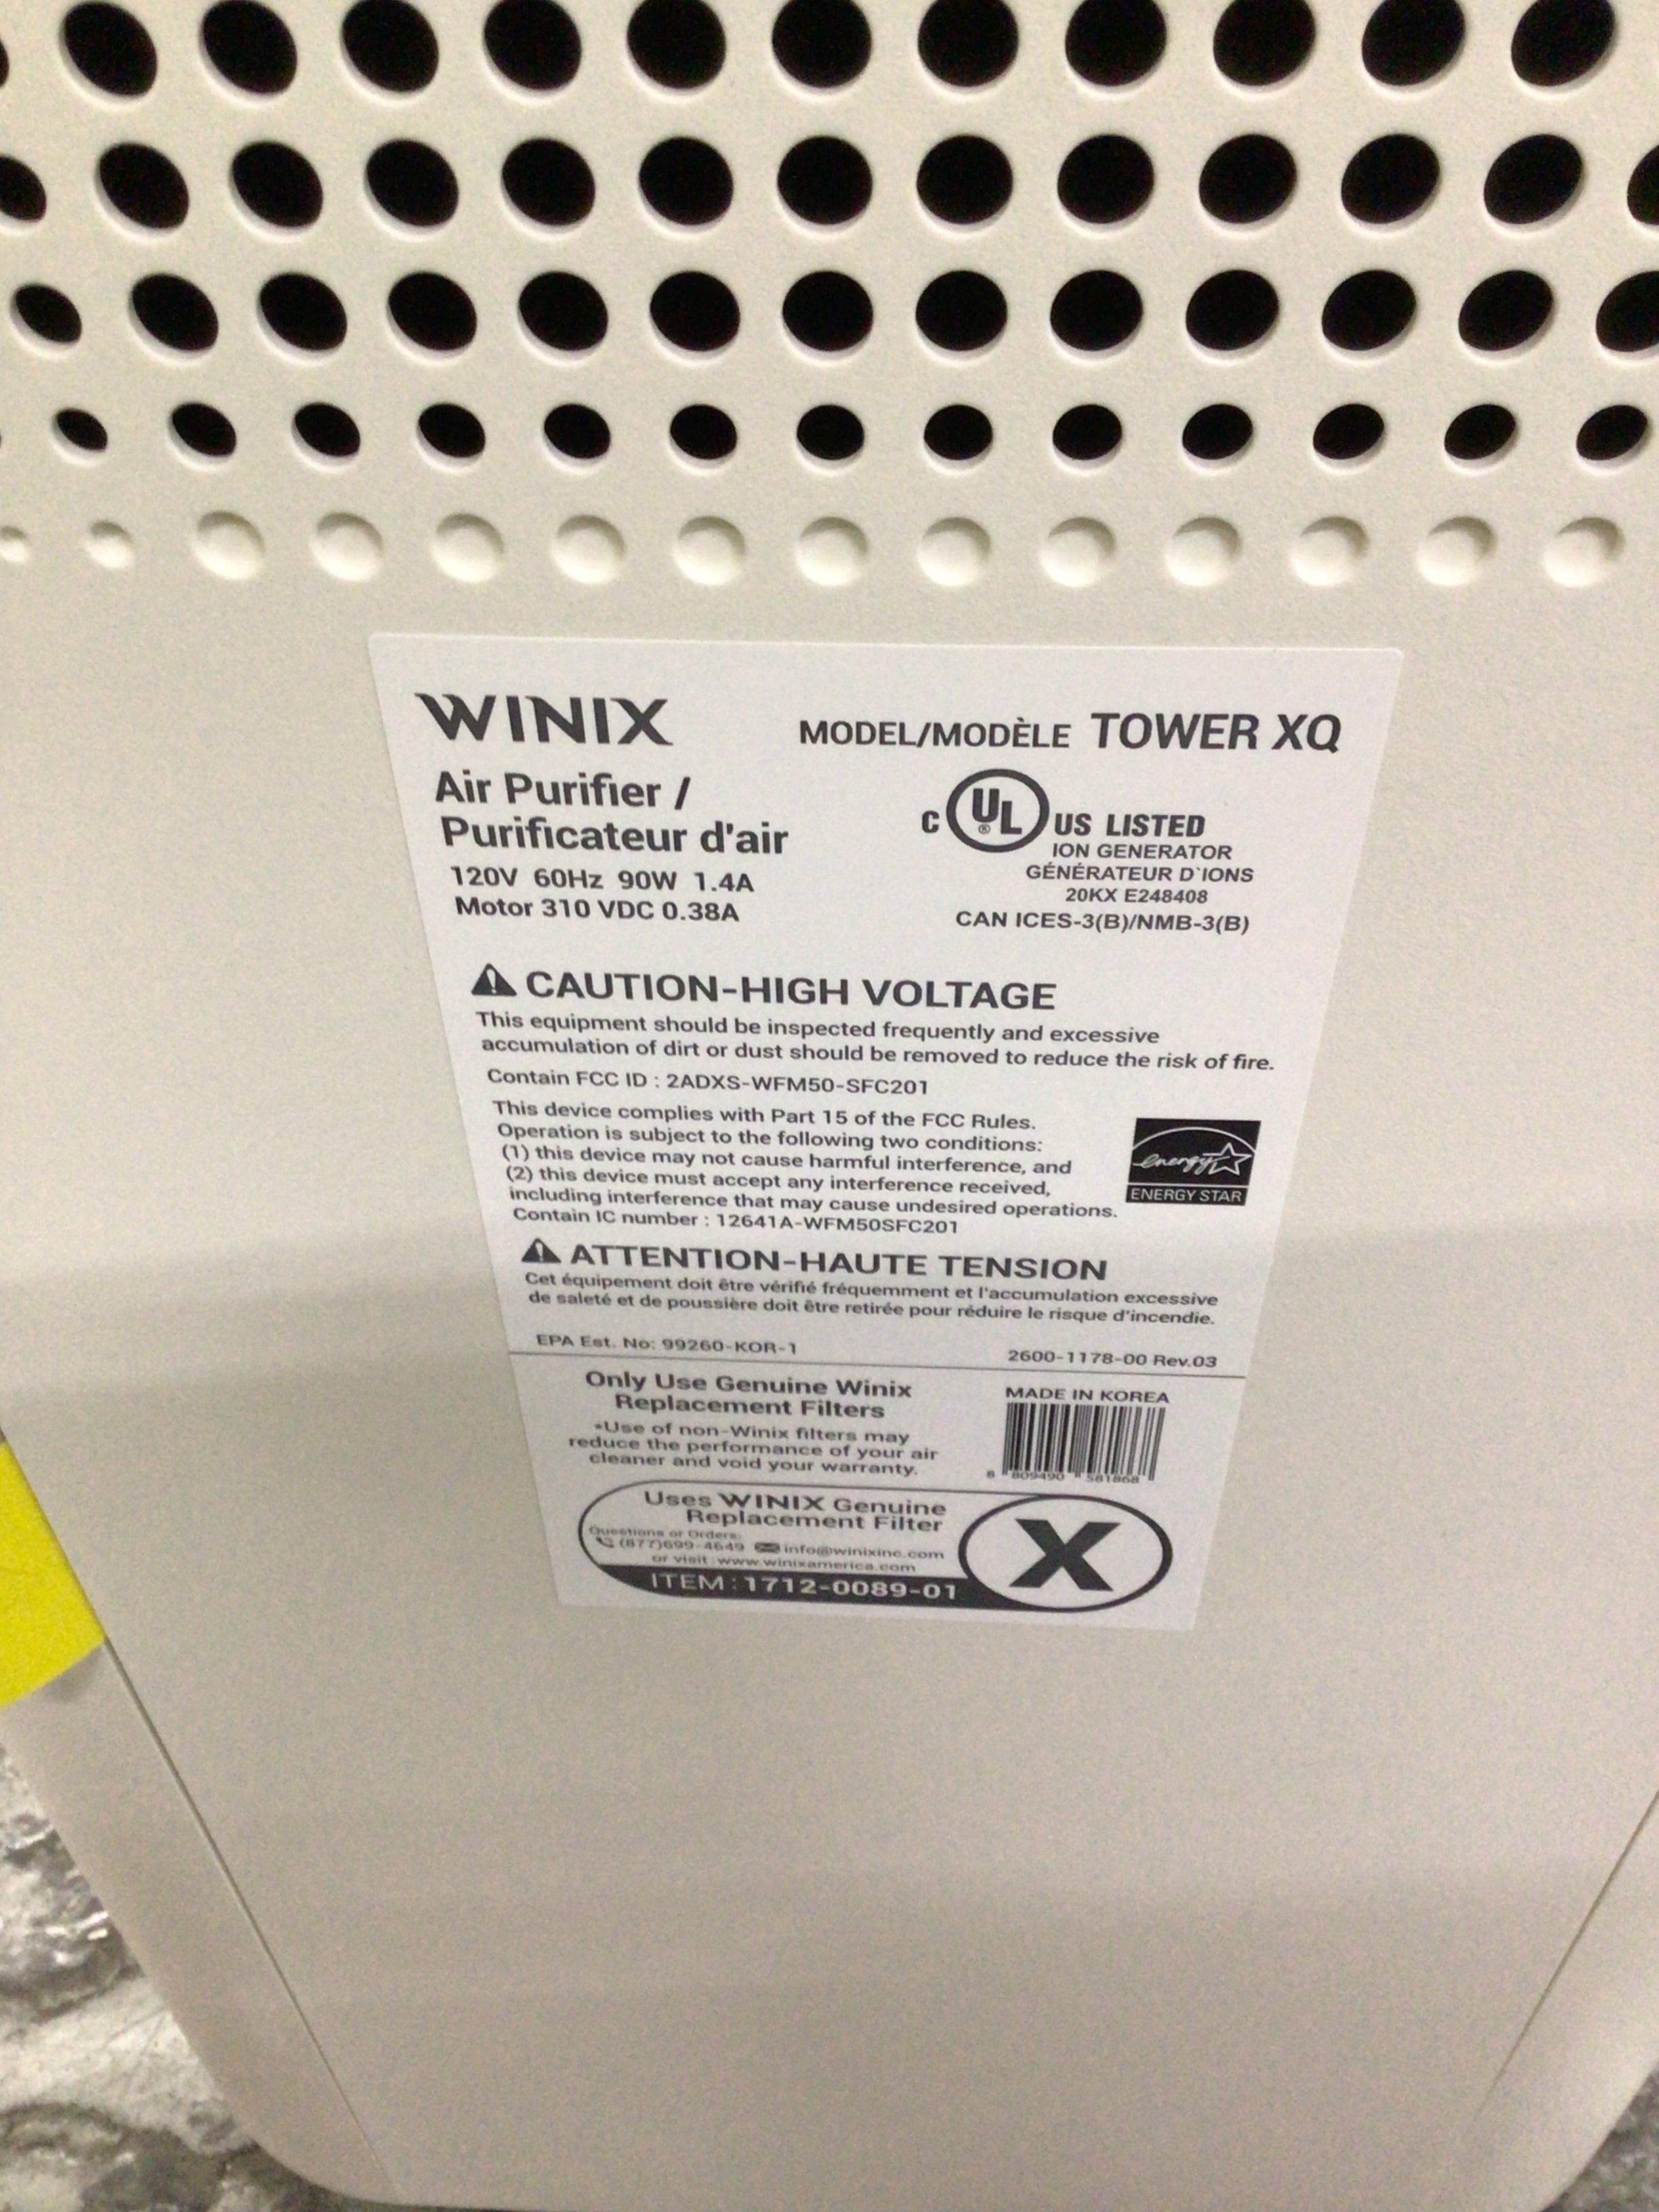 WINIX
MODEL/MODÈLE TOWER XQ
Air Purifier /
Purificateur d'air
120V 60Hz 90W 1.4A
Motor 310 VDC 0.38A
c UL ® US LISTED
ION GENERATOR
GÉNÉRATEUR D`IONS
20KX E248408
CAN ICES-3(B)/NMB-3(B)
CAUTION-HIGH VOLTAGE
This equipment should be inspected frequently and excessive
accumulation of dirt or dust should be removed to reduce the risk of fire.
Contain FCC ID : 2ADXS-WFM50-SFC201
This device complies with Part 15 of the FCC Rules.
Operation is subject to the following two conditions:
(1) this device may not cause harmful interference, and
(2) this device must accept any interference received,
including interference that may cause undesired operations.
Contain IC number : 12641A-WFM50SFC201
energy
ENERGY STAR
ATTENTION-HAUTE TENSION
Cet équipement doit être vérifié fréquemment et l'accumulation excessive
de saleté et de poussière doit être retirée pour réduire le risque d'incendie.
EPA Est. No: 99260-KOR-1
2600-1178-00 Rev.03
Only Use Genuine Winix
Replacement Filters
*Use of non-Winix filters may
reduce the performance of your air
cleaner and void your warranty.
MADE IN KOREA
8 809490 581868
Uses WINIX Genuine
Replacement Filter
Questions or Orders:
(877)699-4649 info@winixinc.com
or visit : www.winixamerica.com
ITEM : 1712-0089-01
X